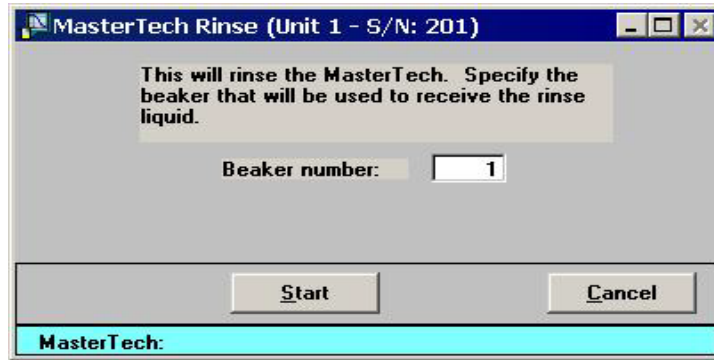 MasterTech Rinse (Unit 1 - S/N: 201)
This will rinse the MasterTech. Specify the
beaker that will be used to receive the rinse
liquid.
Beaker number: 1
Start Cancel
MasterTech: